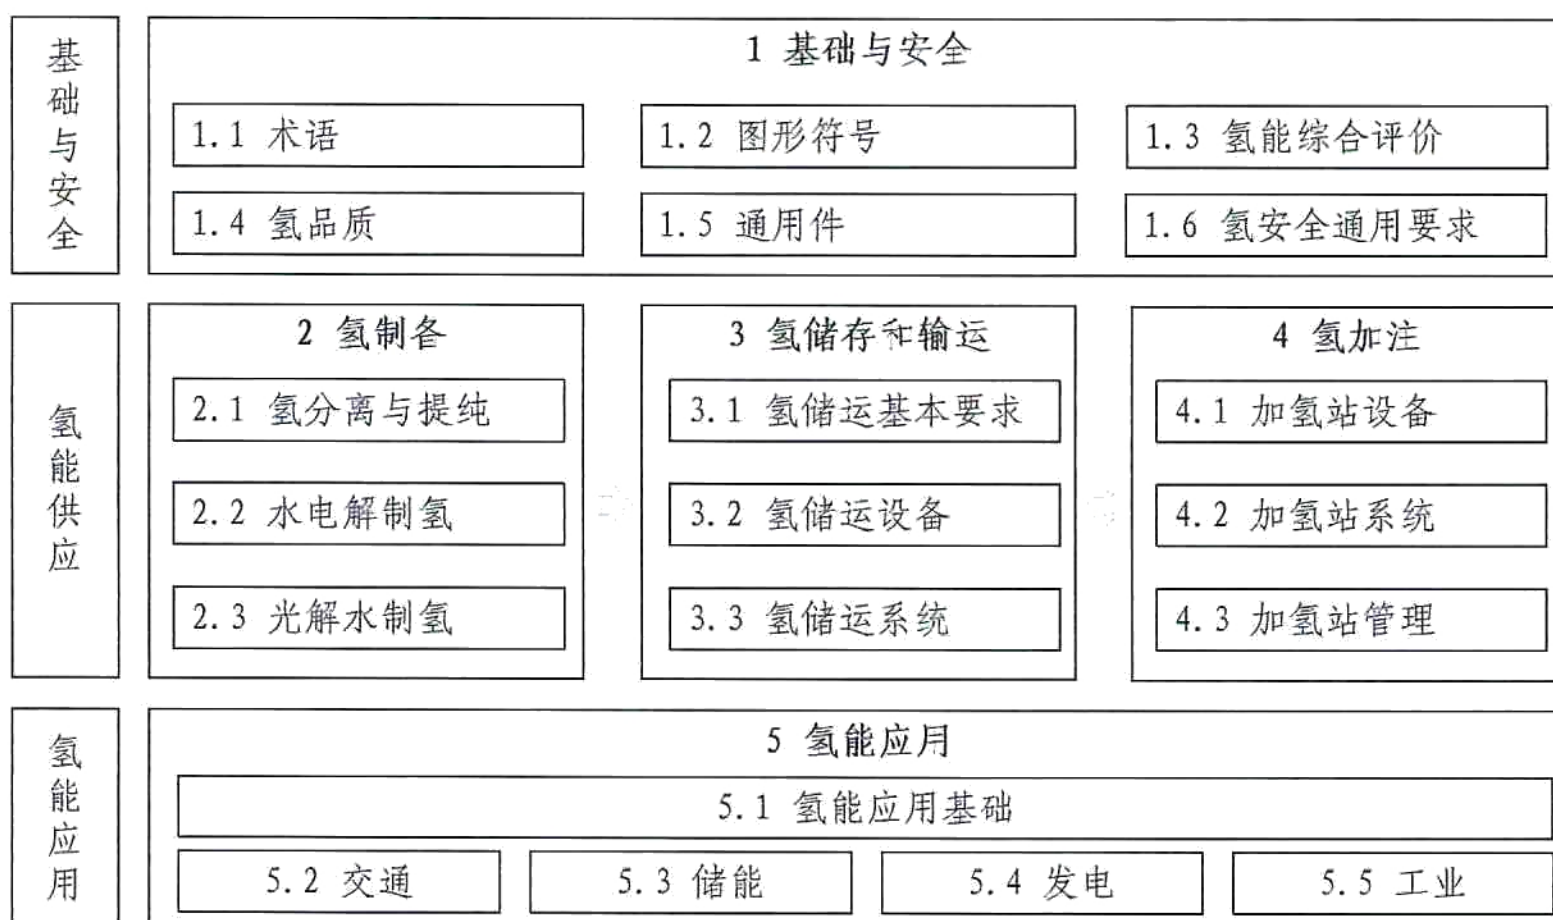 基础与安全
1 基础与安全
1.1 术语
1.2 图形符号
1.3 氢能综合评价
1.4 氢品质
1.5 通用件
1.6 氢安全通用要求
氢能供应
2 氢制备
2.1 氢分离与提纯
2.2 水电解制氢
2.3 光解水制氢
3 氢储存和输运
3.1 氢储运基本要求
3.2 氢储运设备
3.3 氢储运系统
4 氢加注
4.1 加氢站设备
4.2 加氢站系统
4.3 加氢站管理
氢能应用
5 氢能应用
5.1 氢能应用基础
5.2 交通
5.3 储能
5.4 发电
5.5 工业